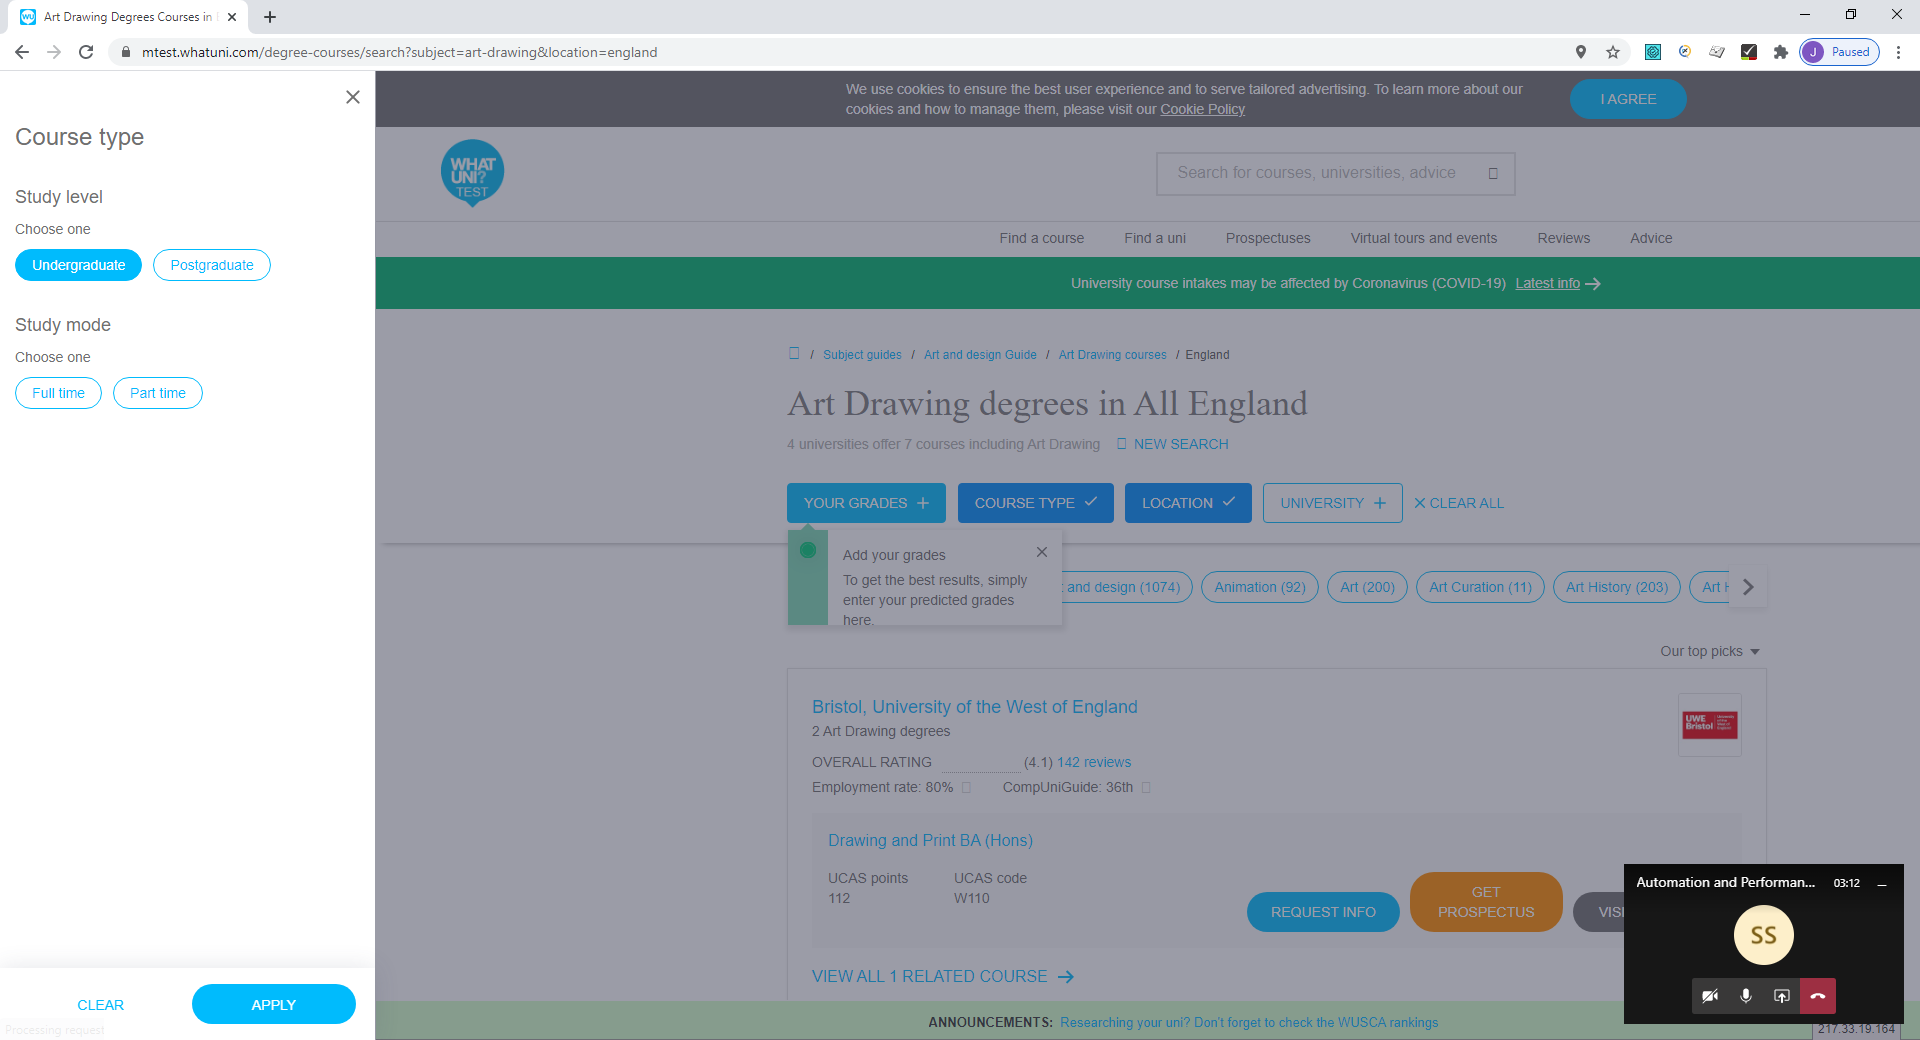 Art Drawing Degrees Courses in
mtest.whatuni.com/degree-courses/search?subject=art-drawing&location=england
J Paused
Course type
Study level
Choose one
Undergraduate Postgraduate
Study mode
Choose one
Full time Part time
CLEAR APPLY
Processing request
We use cookies to ensure the best user experience and to serve tailored advertising. To learn more about our
cookies and how to manage them, please visit our Cookie Policy
I AGREE
WHAT
UNI?
TEST
Search for courses, universities, advice
Find a course Find a uni Prospectuses Virtual tours and events Reviews Advice
University course intakes may be affected by Coronavirus (COVID-19) Latest info
/ Subject guides / Art and design Guide / Art Drawing courses / England
Art Drawing degrees in All England
4 universities offer 7 courses including Art Drawing NEW SEARCH
YOUR GRADES COURSE TYPE LOCATION UNIVERSITY CLEAR ALL
Add your grades
To get the best results, simply
enter your predicted grades
here.
and design (1074) Animation (92) Art (200) Art Curation (11) Art History (203) Art
Our top picks
Bristol, University of the West of England
2 Art Drawing degrees
OVERALL RATING (4.1) 142 reviews
Employment rate: 80% CompUniGuide: 36th
UWE
Bristol
Drawing and Print BA (Hons)
UCAS points UCAS code
112 W110
REQUEST INFO
GET
PROSPECTUS
VISI
VIEW ALL 1 RELATED COURSE
ANNOUNCEMENTS: Researching your uni? Don't forget to check the WUSCA rankings
Automation and Performan... 03:12
SS
217.33.19.164